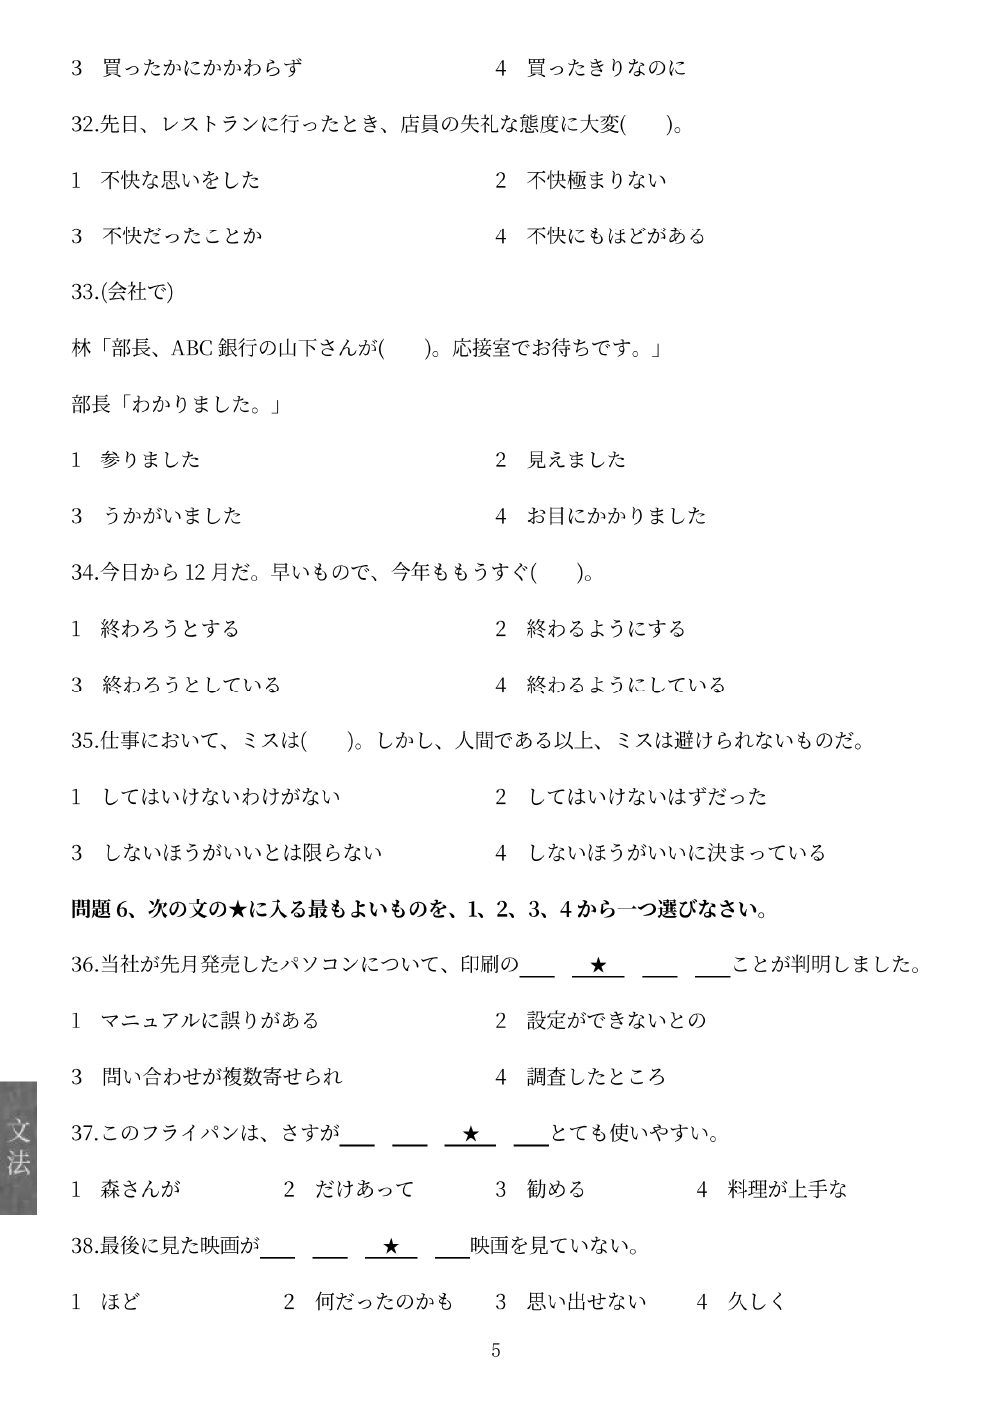 3 買ったかにかかわらず 4 買ったきりなのに
32.先日、レストランに行ったとき、店員の失礼な態度に大変(　　)。
1 不快な思いをした 2 不快極まりない
3 不快だったことか 4 不快にもほどがある
33.(会社で)
林「部長、ABC 銀行の山下さんが(　　)。応接室でお待ちです。」
部長「わかりました。」
1 参りました 2 見えました
3 うかがいました 4 お目にかかりました
34.今日から 12 月だ。早いもので、今年ももうすぐ(　　)。
1 終わろうとする 2 終わるようにする
3 終わろうとしている 4 終わるようにしている
35.仕事において、ミスは(　　)。しかし、人間である以上、ミスは避けられないものだ。
1 してはいけないわけがない 2 してはいけないはずだった
3 しないほうがいいとは限らない 4 しないほうがいいに決まっている
問題 6、次の文の★に入る最もよいものを、1、2、3、4 から一つ選びなさい。
36.当社が先月発売したパソコンについて、印刷の＿＿ ＿★＿ ＿＿ ＿＿ことが判明しました。
1 マニュアルに誤りがある 2 設定ができないとの
3 問い合わせが複数寄せられ 4 調査したところ
37.このフライパンは、さすが＿＿ ＿＿ ＿★＿ ＿＿とても使いやすい。
1 森さんが 2 だけあって 3 勧める 4 料理が上手な
38.最後に見た映画が＿＿ ＿＿ ＿★＿ ＿＿映画を見ていない。
1 ほど 2 何だったのかも 3 思い出せない 4 久しく
文法
5